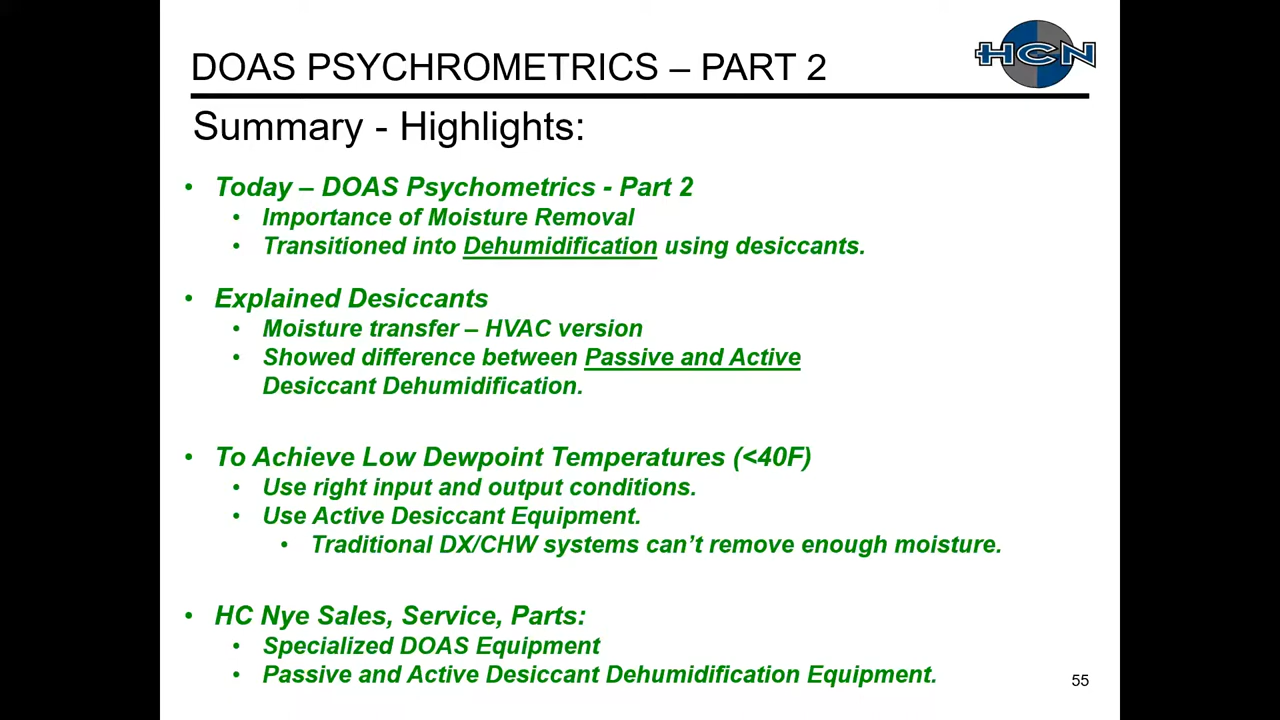 DOAS PSYCHROMETRICS – PART 2
HCN
Summary - Highlights:
• Today – DOAS Psychometrics - Part 2
• Importance of Moisture Removal
• Transitioned into Dehumidification using desiccants.
• Explained Desiccants
• Moisture transfer – HVAC version
• Showed difference between Passive and Active
Desiccant Dehumidification.
• To Achieve Low Dewpoint Temperatures (<40F)
• Use right input and output conditions.
• Use Active Desiccant Equipment.
• Traditional DX/CHW systems can’t remove enough moisture.
• HC Nye Sales, Service, Parts:
• Specialized DOAS Equipment
• Passive and Active Desiccant Dehumidification Equipment.
55